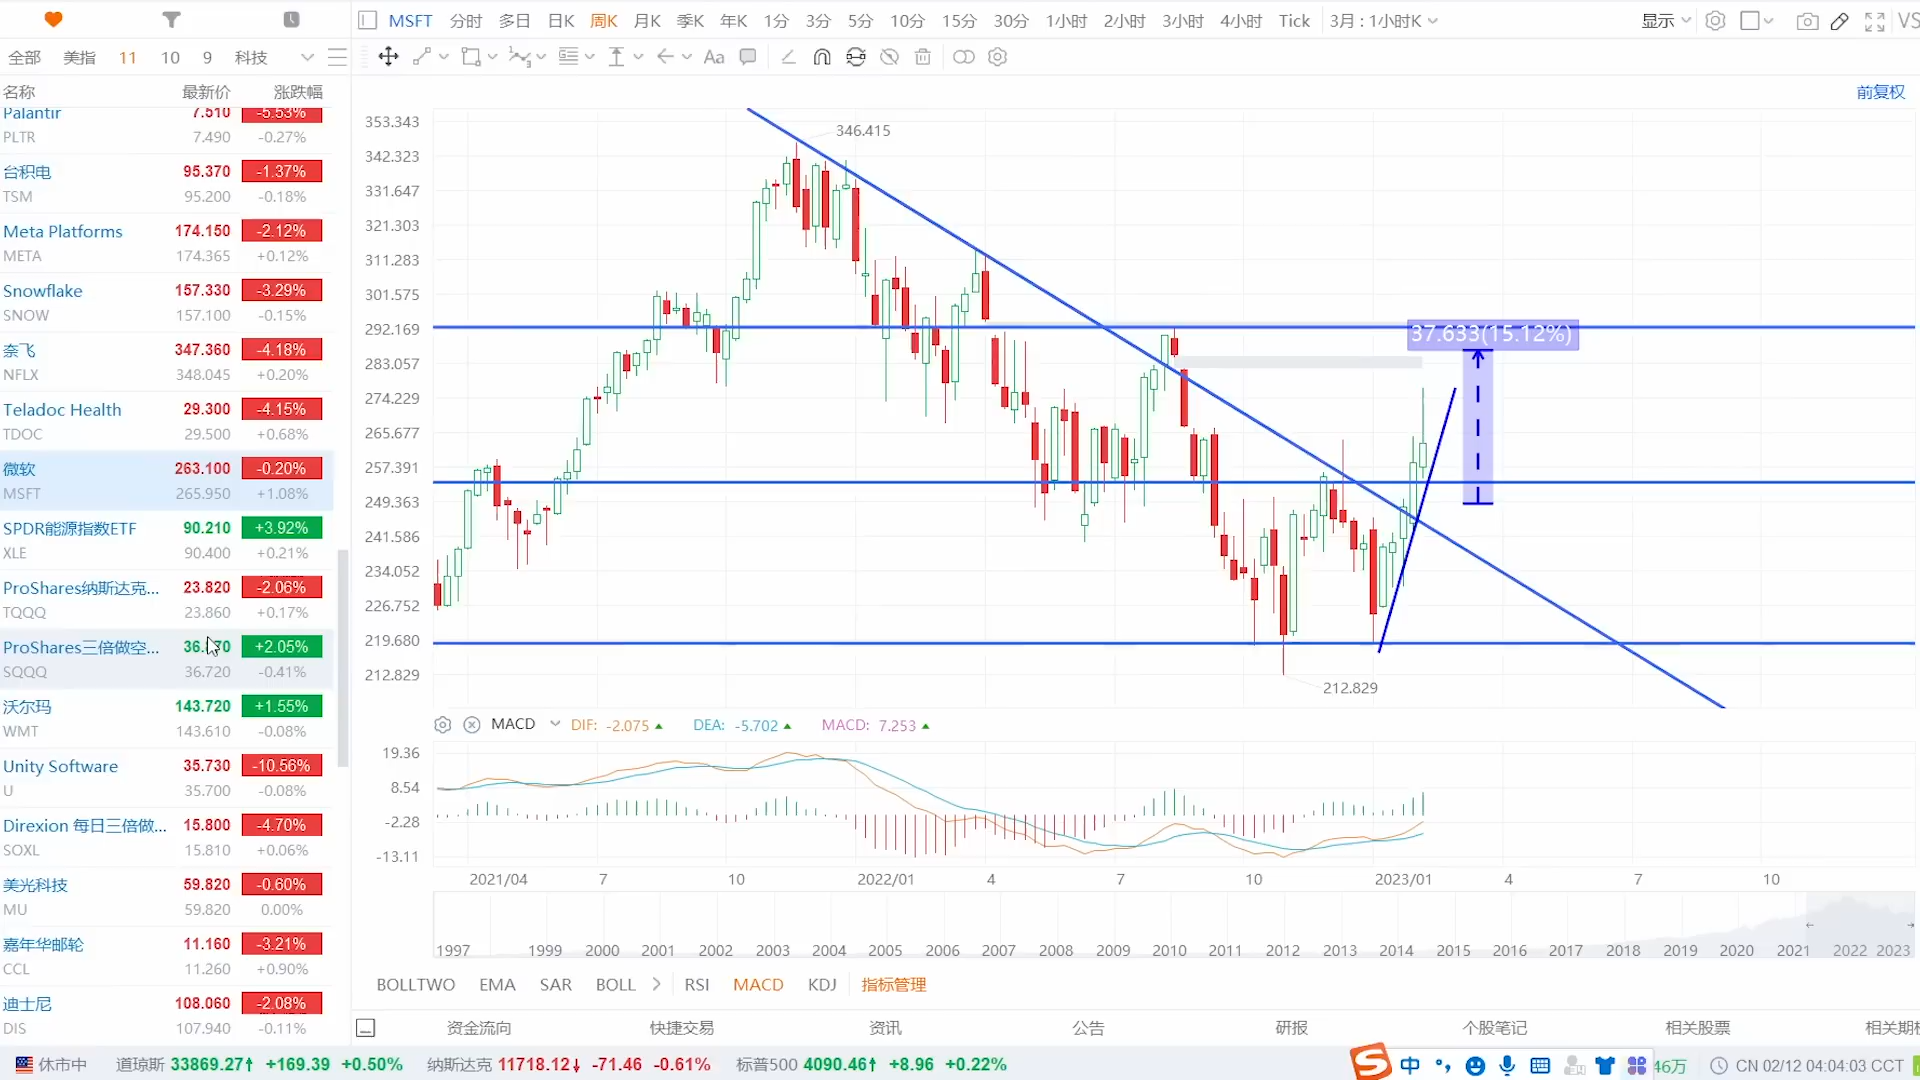 MSFT 分时 多日 日K 周K 月K 季K 年K 1分 3分 5分 10分 15分 30分 1小时 2小时 3小时 4小时 Tick 3月 : 1小时K 显示 VS
全部 美指 11 10 9 科技
Aa
名称 最新价 涨跌幅
前复权
Palantir 7.510 -5.53%
PLTR 7.490 -0.27%
台积电 95.370 -1.37%
TSM 95.200 -0.18%
Meta Platforms 174.150 -2.12%
META 174.365 +0.12%
Snowflake 157.330 -3.29%
SNOW 157.100 -0.15%
奈飞 347.360 -4.18%
NFLX 348.045 +0.20%
Teladoc Health 29.300 -4.15%
TDOC 29.500 +0.68%
微软 263.100 -0.20%
MSFT 265.950 +1.08%
SPDR能源指数ETF 90.210 +3.92%
XLE 90.400 +0.21%
ProShares纳斯达克... 23.820 -2.06%
TQQQ 23.860 +0.17%
ProShares三倍做空... +2.05%
SQQQ 36.720 -0.41%
沃尔玛 143.720 +1.55%
WMT 143.610 -0.08%
Unity Software 35.730 -10.56%
U 35.700 -0.08%
Direxion 每日三倍做... 15.800 -4.70%
SOXL 15.810 +0.06%
美光科技 59.820 -0.60%
MU 59.820 0.00%
嘉年华邮轮 11.160 -3.21%
CCL 11.260 +0.90%
迪士尼 108.060 -2.08%
DIS 107.940 -0.11%
353.343
342.323
331.647
321.303
311.283
301.575
292.169
283.057
274.229
265.677
257.391
249.363
241.586
234.052
226.752
219.680
212.829
346.415
37.633(15.12%)
212.829
MACD DIF: -2.075 DEA: -5.702 MACD: 7.253
19.36
8.54
-2.28
-13.11
2021/04 7 10 2022/01 4 7 10 2023/01 4 7 10
1997 1999 2000 2001 2002 2003 2004 2005 2006 2007 2008 2009 2010 2011 2012 2013 2014 2015 2016 2017 2018 2019 2020 2021 2022 2023
BOLLTWO EMA SAR BOLL RSI MACD KDJ 指标管理
资金流向 快捷交易 资讯 公告 研报 个股笔记 相关股票 相关期
休市中 道琼斯 33869.27↑ +169.39 +0.50% 纳斯达克 11718.12↓ -71.46 -0.61% 标普500 4090.46↑ +8.96 +0.22% S 中 46万 CN 02/12 04:04:03 CCT